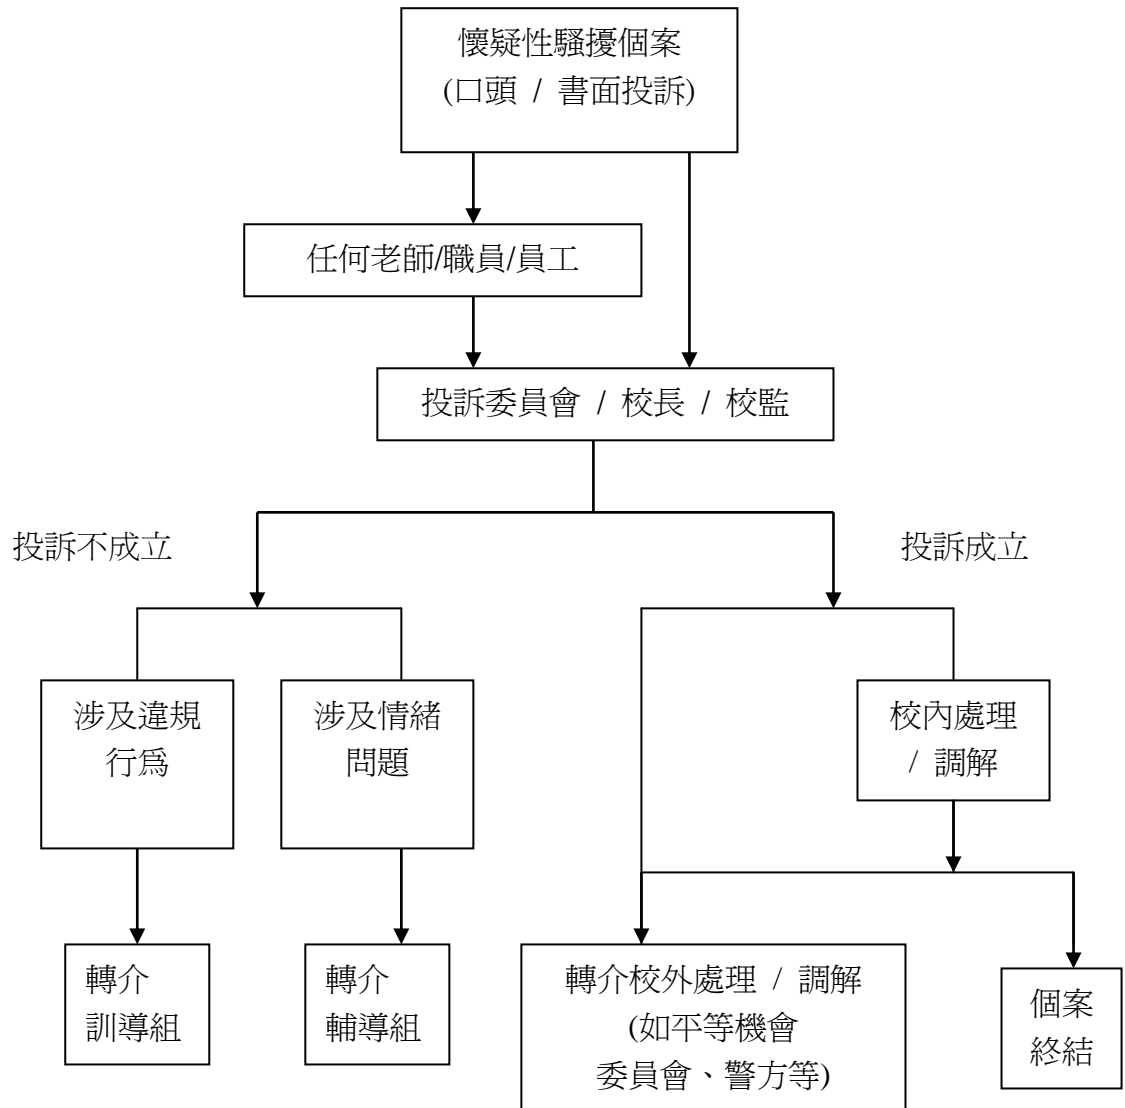 懷疑性騷擾個案
(口頭 / 書面投訴)
任何老師/職員/員工
投訴委員會 / 校長 / 校監
投訴不成立
投訴成立
涉及違規
行爲
涉及情緒
問題
校內處理
/ 調解
轉介
訓導組
轉介
輔導組
轉介校外處理 / 調解
(如平等機會
委員會、警方等)
個案
終結